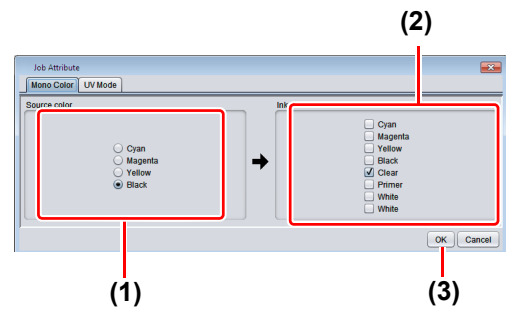 (2)
Job Attribute
Mono Color UV Mode
Source color
Ink
Cyan
Magenta
Yellow
Black
Cyan
Magenta
Yellow
Black
Clear
Primer
White
White
OK Cancel
(1)
(3)